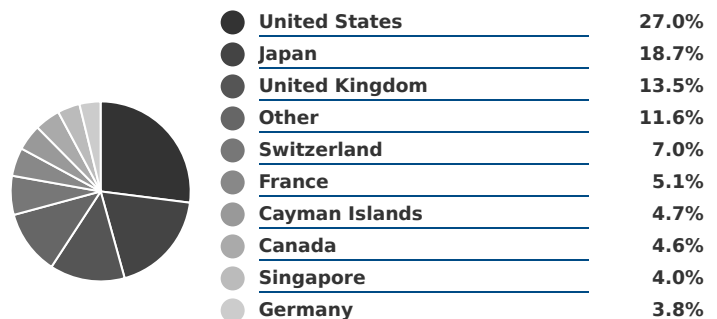 United States 27.0%
Japan 18.7%
United Kingdom 13.5%
Other 11.6%
Switzerland 7.0%
France 5.1%
Cayman Islands 4.7%
Canada 4.6%
Singapore 4.0%
Germany 3.8%